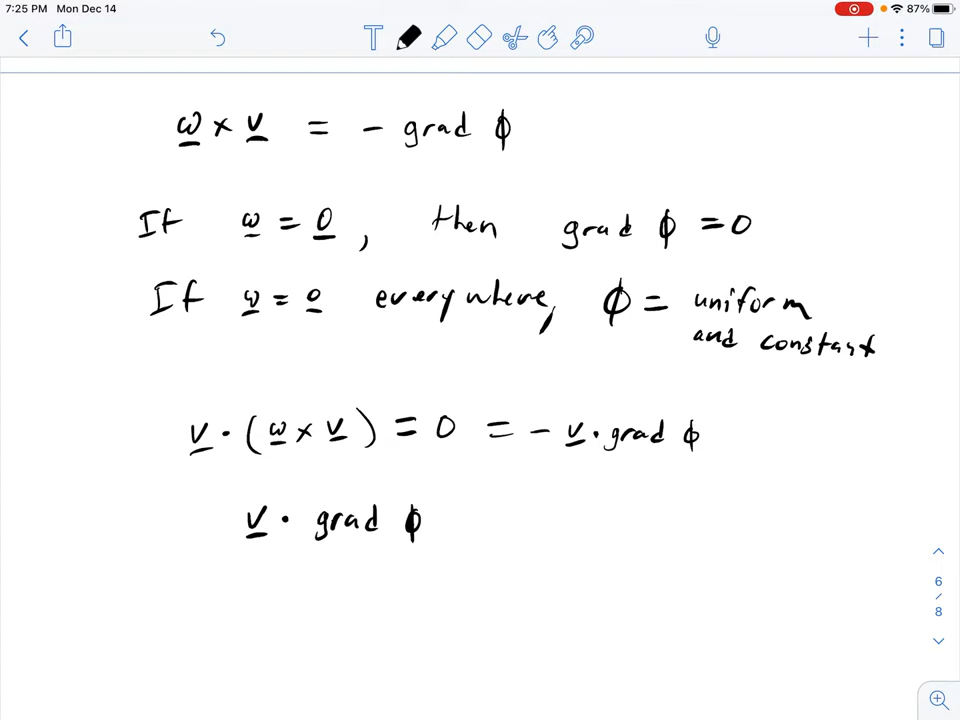 7:25 PM Mon Dec 14 87%
ω × v = - grad ϕ
If ω = 0, then grad ϕ = 0
If ω = 0 everywhere, ϕ = uniform
and constant
v · (ω × v) = 0 = - v · grad ϕ
v · grad ϕ
6
/
8